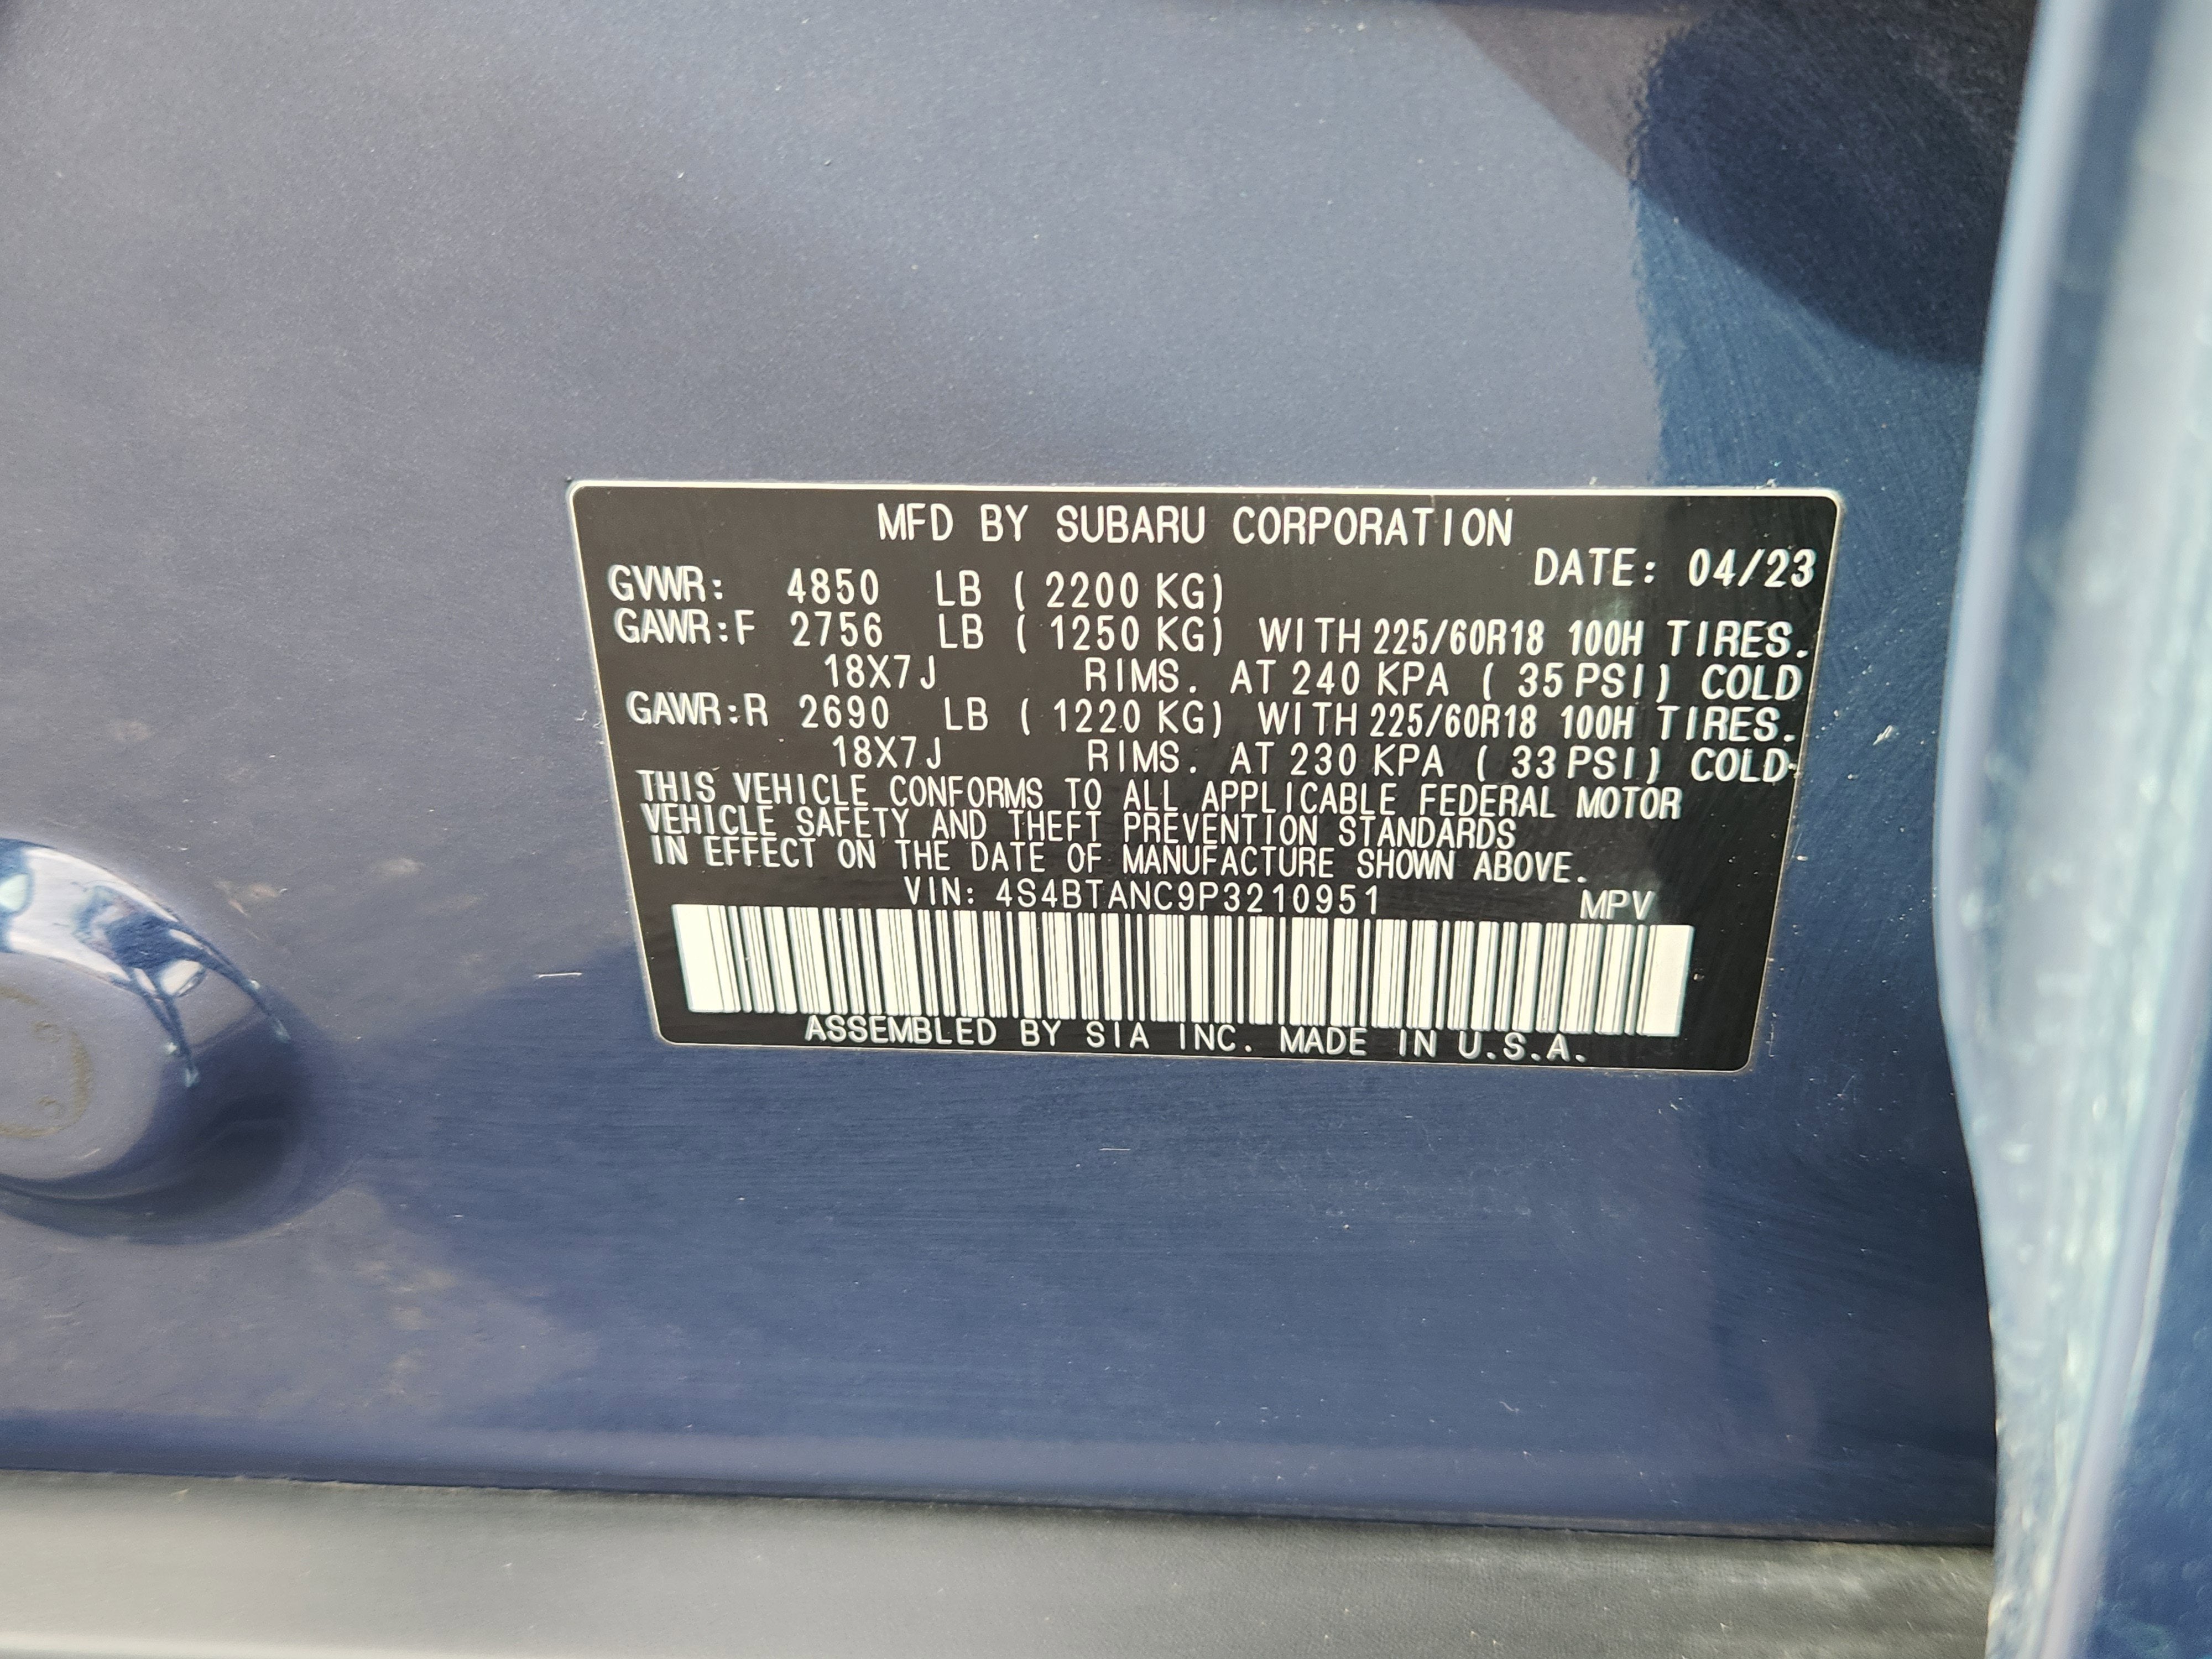 MFD BY SUBARU CORPORATION
DATE: 04/23
GVWR: 4850 LB ( 2200 KG)
GAWR:F 2756 LB ( 1250 KG) WITH 225/60R18 100H TIRES.
18X7J RIMS. AT 240 KPA ( 35 PSI) COLD
GAWR:R 2690 LB ( 1220 KG) WITH 225/60R18 100H TIRES.
18X7J RIMS. AT 230 KPA ( 33 PSI) COLD.
THIS VEHICLE CONFORMS TO ALL APPLICABLE FEDERAL MOTOR
VEHICLE SAFETY AND THEFT PREVENTION STANDARDS
IN EFFECT ON THE DATE OF MANUFACTURE SHOWN ABOVE.
VIN: 4S4BTANC9P3210951 MPV
ASSEMBLED BY SIA INC. MADE IN U.S.A.